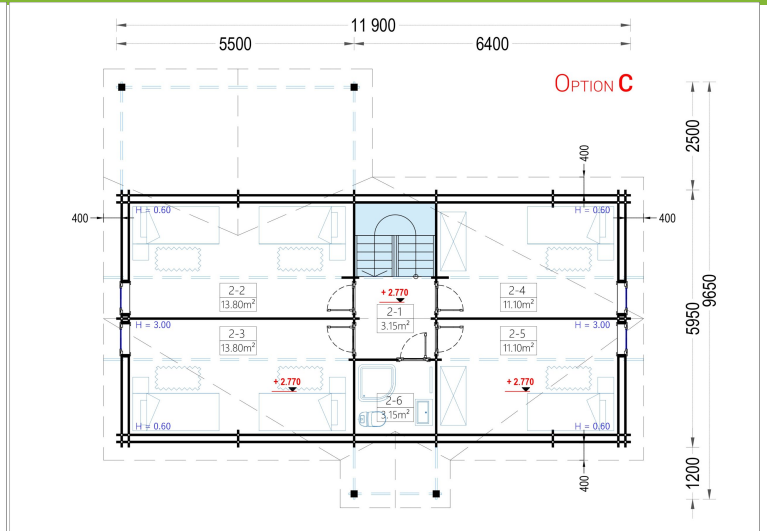 11 900
5500
6400
OPTION C
2500
400
H = 0.60
H = 0.60
400
400
2-2
13.80m²
+ 2.770
2-1
3.15m²
2-4
11.10m²
H = 3.00
2-3
13.80m²
H = 3.00
2-5
11.10m²
5950
9650
+ 2.770
+ 2.770
2-6
3.15m²
H = 0.60
H = 0.60
400
1200